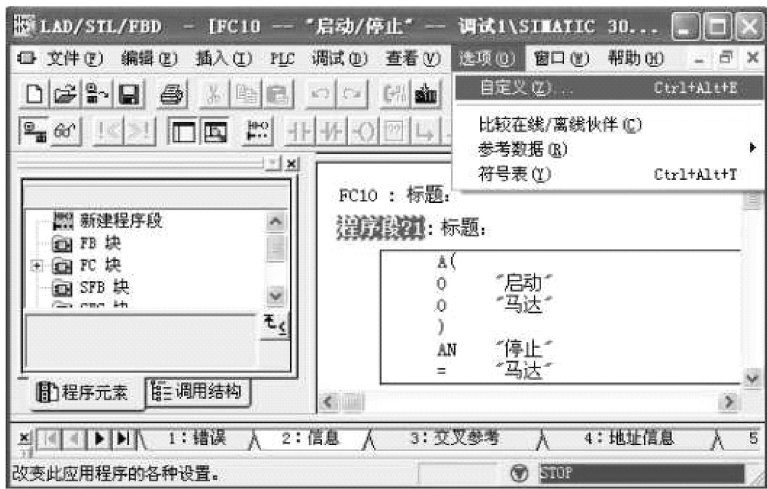 LAD/STL/FBD - [FC10 -- "启动/停止" -- 调试1\SIMATIC 30...
文件(F) 编辑(E) 插入(I) PLC 调试(D) 查看(V) 选项(O) 窗口(W) 帮助(H)
自定义(Z)... Ctrl+Alt+E
比较在线/离线伙伴(C)
参考数据(R)
符号表(Y) Ctrl+Alt+T
新建程序段
FB 块
FC 块
SFB 块
程序元素 调用结构
FC10 : 标题:
程序段?1: 标题:
A(
O "启动"
O "马达"
)
AN "停止"
= "马达"
1:错误 2:信息 3:交叉参考 4:地址信息 5
改变此应用程序的各种设置。 STOP